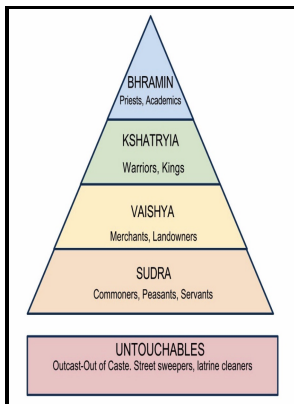 BHRAMIN
Priests, Academics
KSHATRYIA
Warriors, Kings
VAISHYA
Merchants, Landowners
SUDRA
Commoners, Peasants, Servants
UNTOUCHABLES
Outcast-Out of Caste. Street sweepers, latrine cleaners